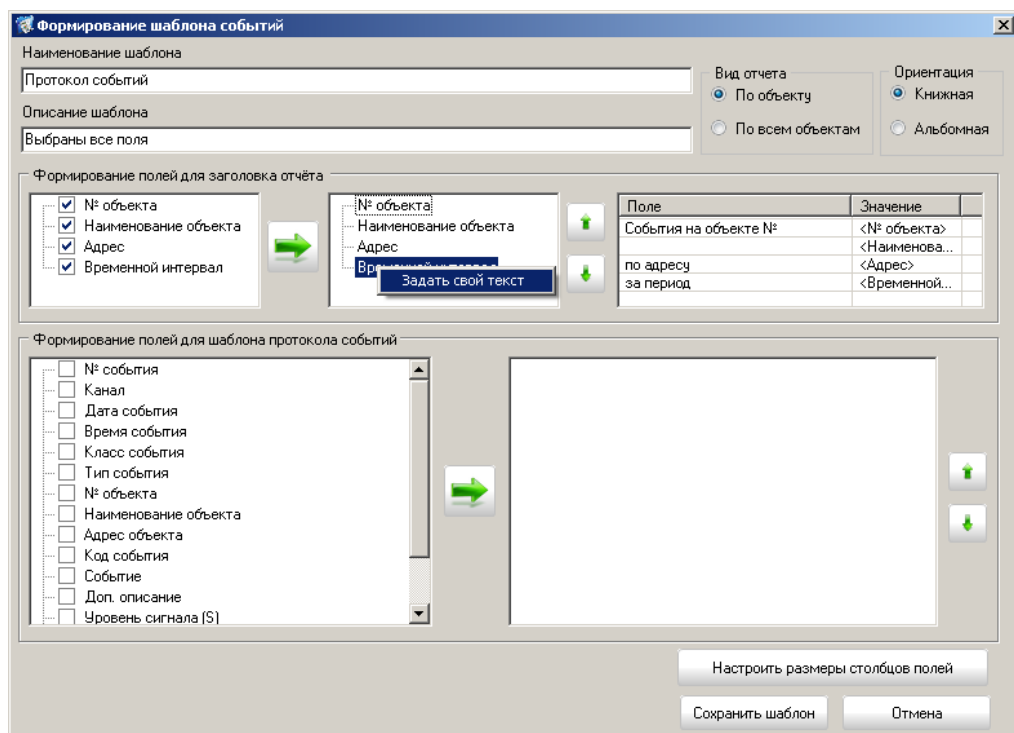 Формирование шаблона событий
Наименование шаблона
Протокол событий
Описание шаблона
Выбраны все поля
Вид отчета
По объекту
По всем объектам
Ориентация
Книжная
Альбомная
Формирование полей для заголовка отчёта
№ объекта
Наименование объекта
Адрес
Временной интервал
№ объекта
Наименование объекта
Адрес
Задать свой текст
Поле Значение
События на объекте № <№ объекта>
<Наименова...
по адресу <Адрес>
за период <Временной...
Формирование полей для шаблона протокола событий
№ события
Канал
Дата события
Время события
Класс события
Тип события
№ объекта
Наименование объекта
Адрес объекта
Код события
Событие
Доп. описание
Уровень сигнала (S)
Настроить размеры столбцов полей
Сохранить шаблон Отмена